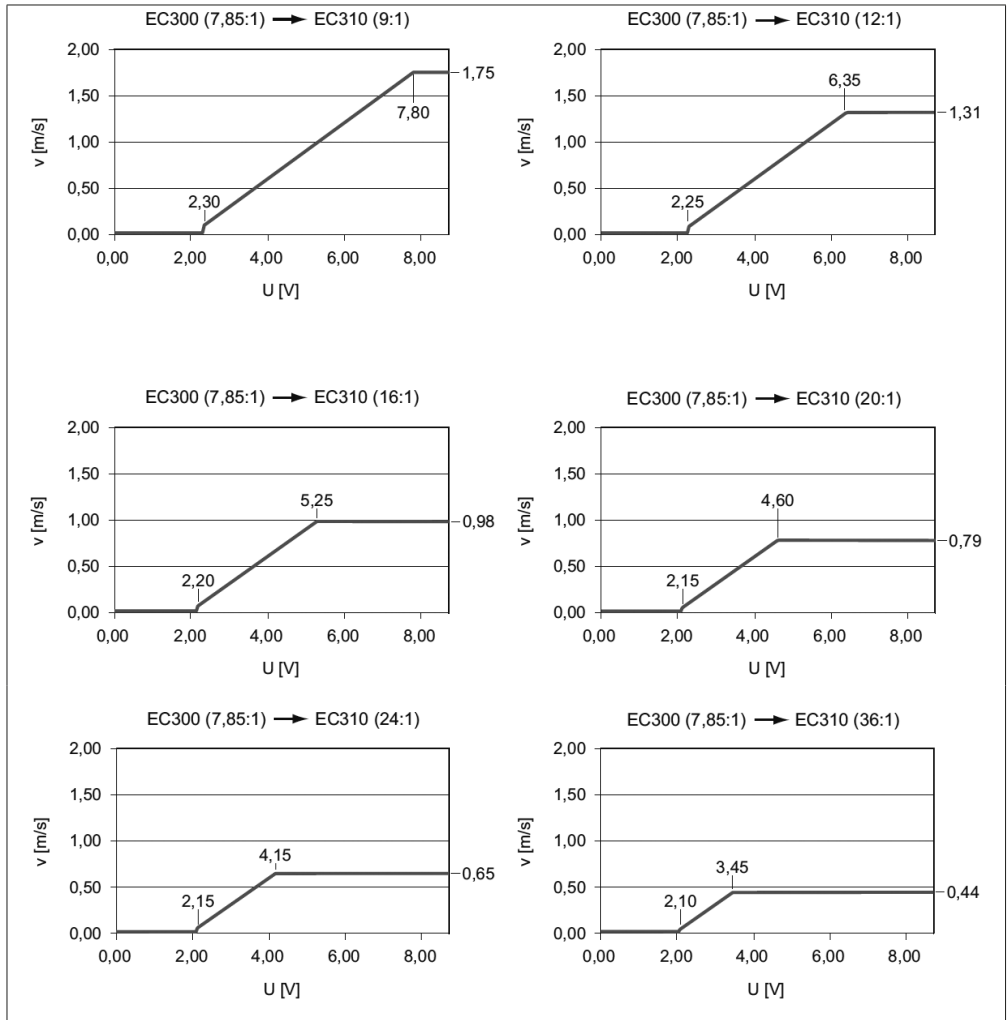 EC300 (7,85:1) → EC310 (9:1)
v [m/s]
2,00
1,50
1,00
0,50
0,00
2,30
7,80
1,75
0,00 2,00 4,00 6,00 8,00
U [V]
EC300 (7,85:1) → EC310 (12:1)
v [m/s]
2,00
1,50
1,00
0,50
0,00
2,25
6,35
1,31
0,00 2,00 4,00 6,00 8,00
U [V]
EC300 (7,85:1) → EC310 (16:1)
v [m/s]
2,00
1,50
1,00
0,50
0,00
2,20
5,25
0,98
0,00 2,00 4,00 6,00 8,00
U [V]
EC300 (7,85:1) → EC310 (20:1)
v [m/s]
2,00
1,50
1,00
0,50
0,00
2,15
4,60
0,79
0,00 2,00 4,00 6,00 8,00
U [V]
EC300 (7,85:1) → EC310 (24:1)
v [m/s]
2,00
1,50
1,00
0,50
0,00
2,15
4,15
0,65
0,00 2,00 4,00 6,00 8,00
U [V]
EC300 (7,85:1) → EC310 (36:1)
v [m/s]
2,00
1,50
1,00
0,50
0,00
2,10
3,45
0,44
0,00 2,00 4,00 6,00 8,00
U [V]